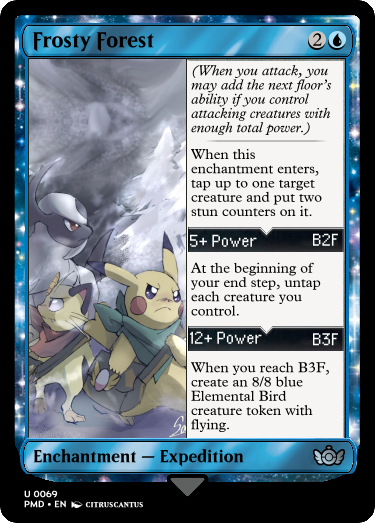 Frosty Forest 2
(When you attack, you
may add the next floor's
ability if you control
attacking creatures with
enough total power.)
When this
enchantment enters,
tap up to one target
creature and put two
stun counters on it.
5+ Power B2F
At the beginning of
your end step, untap
each creature you
control.
12+ Power B3F
When you reach B3F,
create an 8/8 blue
Elemental Bird
creature token with
flying.
Enchantment — Expedition
U 0069
PMD • EN CITRUSCANTUS